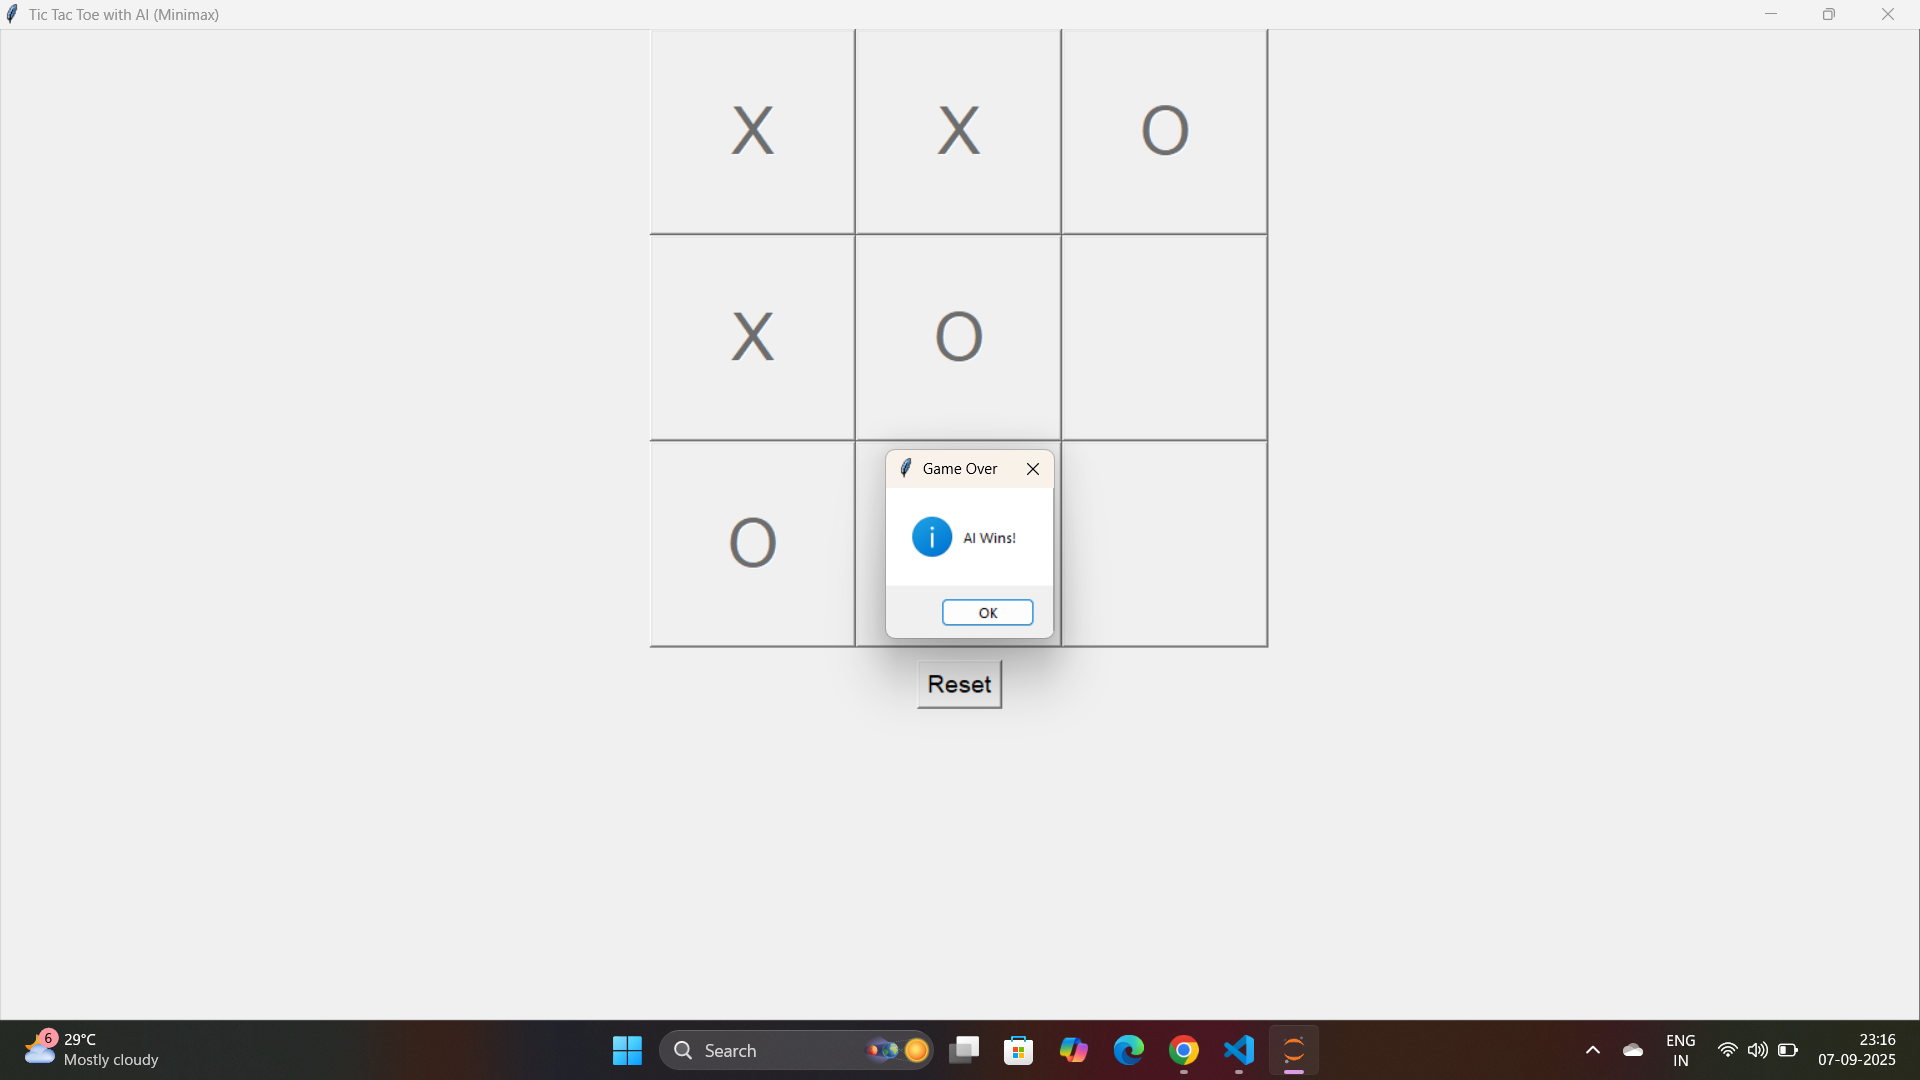 Tic Tac Toe with AI (Minimax)
X X O
X O
O
Game Over
i
AI Wins!
OK
Reset
6
29°C
Mostly cloudy
Search
ENG
IN
23:16
07-09-2025